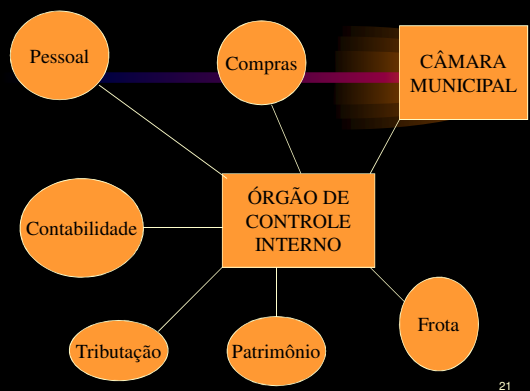 Pessoal
Compras
CÂMARA
MUNICIPAL
ÓRGÃO DE
CONTROLE
INTERNO
Contabilidade
Tributação
Patrimônio
Frota
21